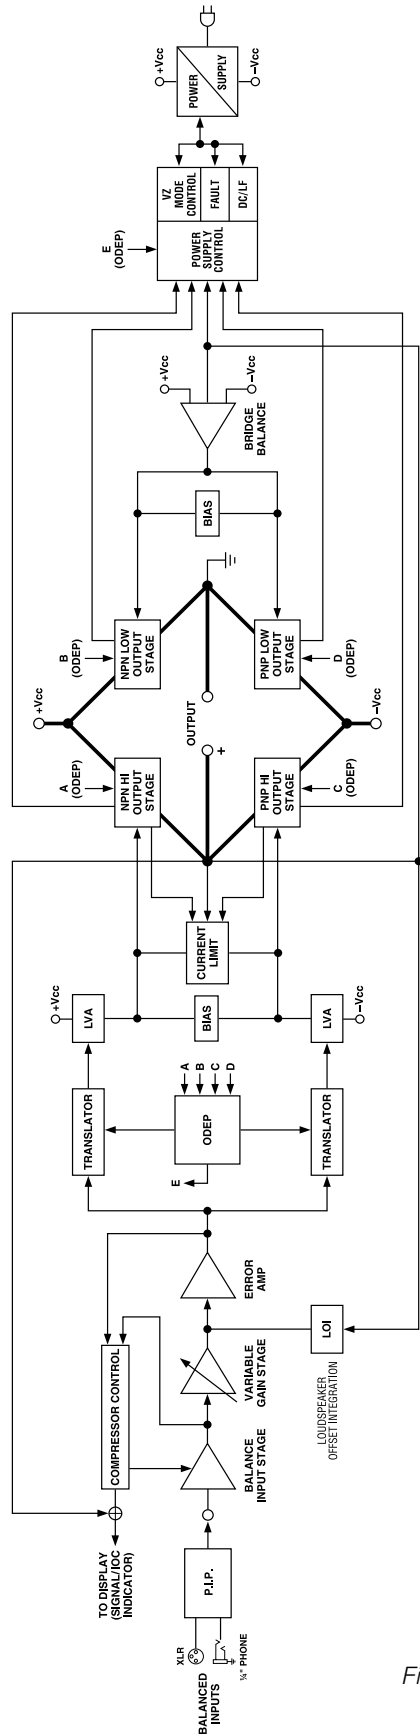 BALANCED
INPUTS
XLR
¼" PHONE
P.I.P.
TO DISPLAY
(SIGNAL/IOC
INDICATOR)
COMPRESSOR CONTROL
BALANCE
INPUT STAGE
VARIABLE
GAIN STAGE
ERROR
AMP
LOI
LOUDSPEAKER
OFFSET INTEGRATION
TRANSLATOR
E
ODEP
A
B
C
D
TRANSLATOR
+Vcc
LVA
BIAS
LVA
–Vcc
CURRENT
LIMIT
A
(ODEP)
NPN HI
OUTPUT
STAGE
+Vcc
B
(ODEP)
NPN LOW
OUTPUT
STAGE
+
OUTPUT
PNP HI
OUTPUT
STAGE
C
(ODEP)
–Vcc
PNP LOW
OUTPUT
STAGE
D
(ODEP)
BIAS
BRIDGE
BALANCE
+Vcc
–Vcc
E
(ODEP)
POWER
SUPPLY
CONTROL
VZ
MODE
CONTROL
FAULT
DC/LF
+Vcc
POWER
SUPPLY
–Vcc
Fi